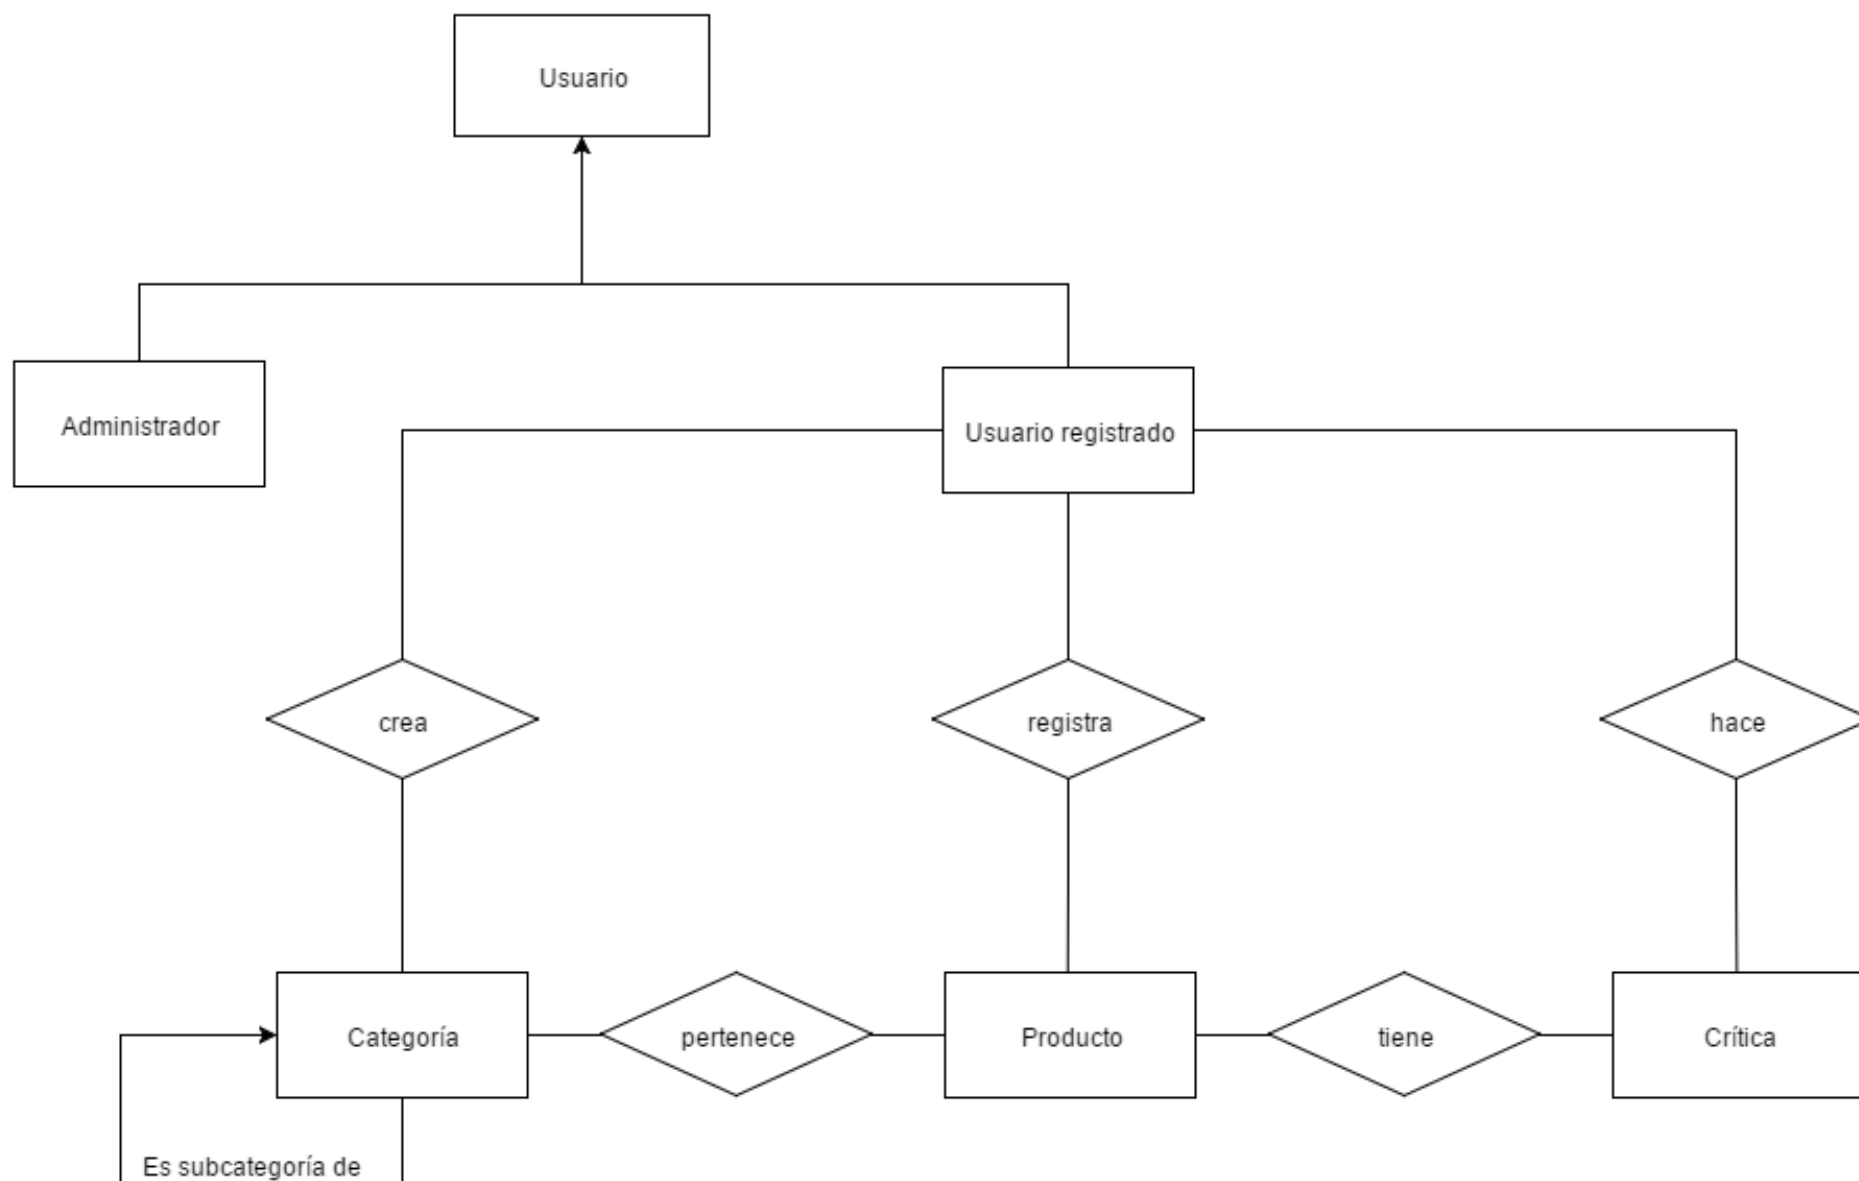 Usuario
Administrador
Usuario registrado
crea
registra
hace
Categoría
pertenece
Producto
tiene
Crítica
Es subcategoría de